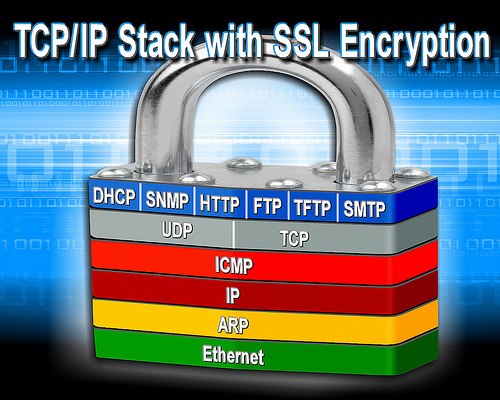 TCP/IP Stack with SSL Encryption
DHCP SNMP HTTP FTP TFTP SMTP
UDP TCP
ICMP
IP
ARP
Ethernet